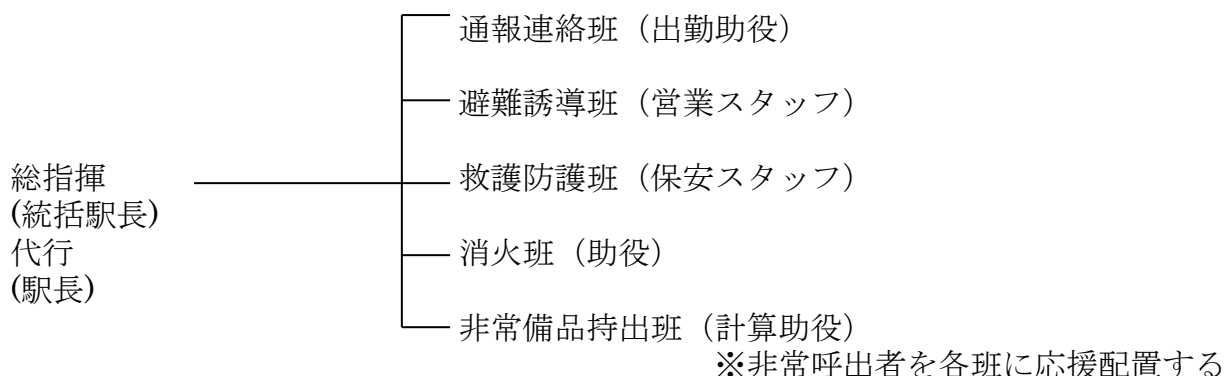 通報連絡班（出勤助役）
避難誘導班（営業スタッフ）
総指揮
(統括駅長)
代行
(駅長)
救護防護班（保安スタッフ）
消火班（助役）
非常備品持出班（計算助役）
※非常呼出者を各班に応援配置する